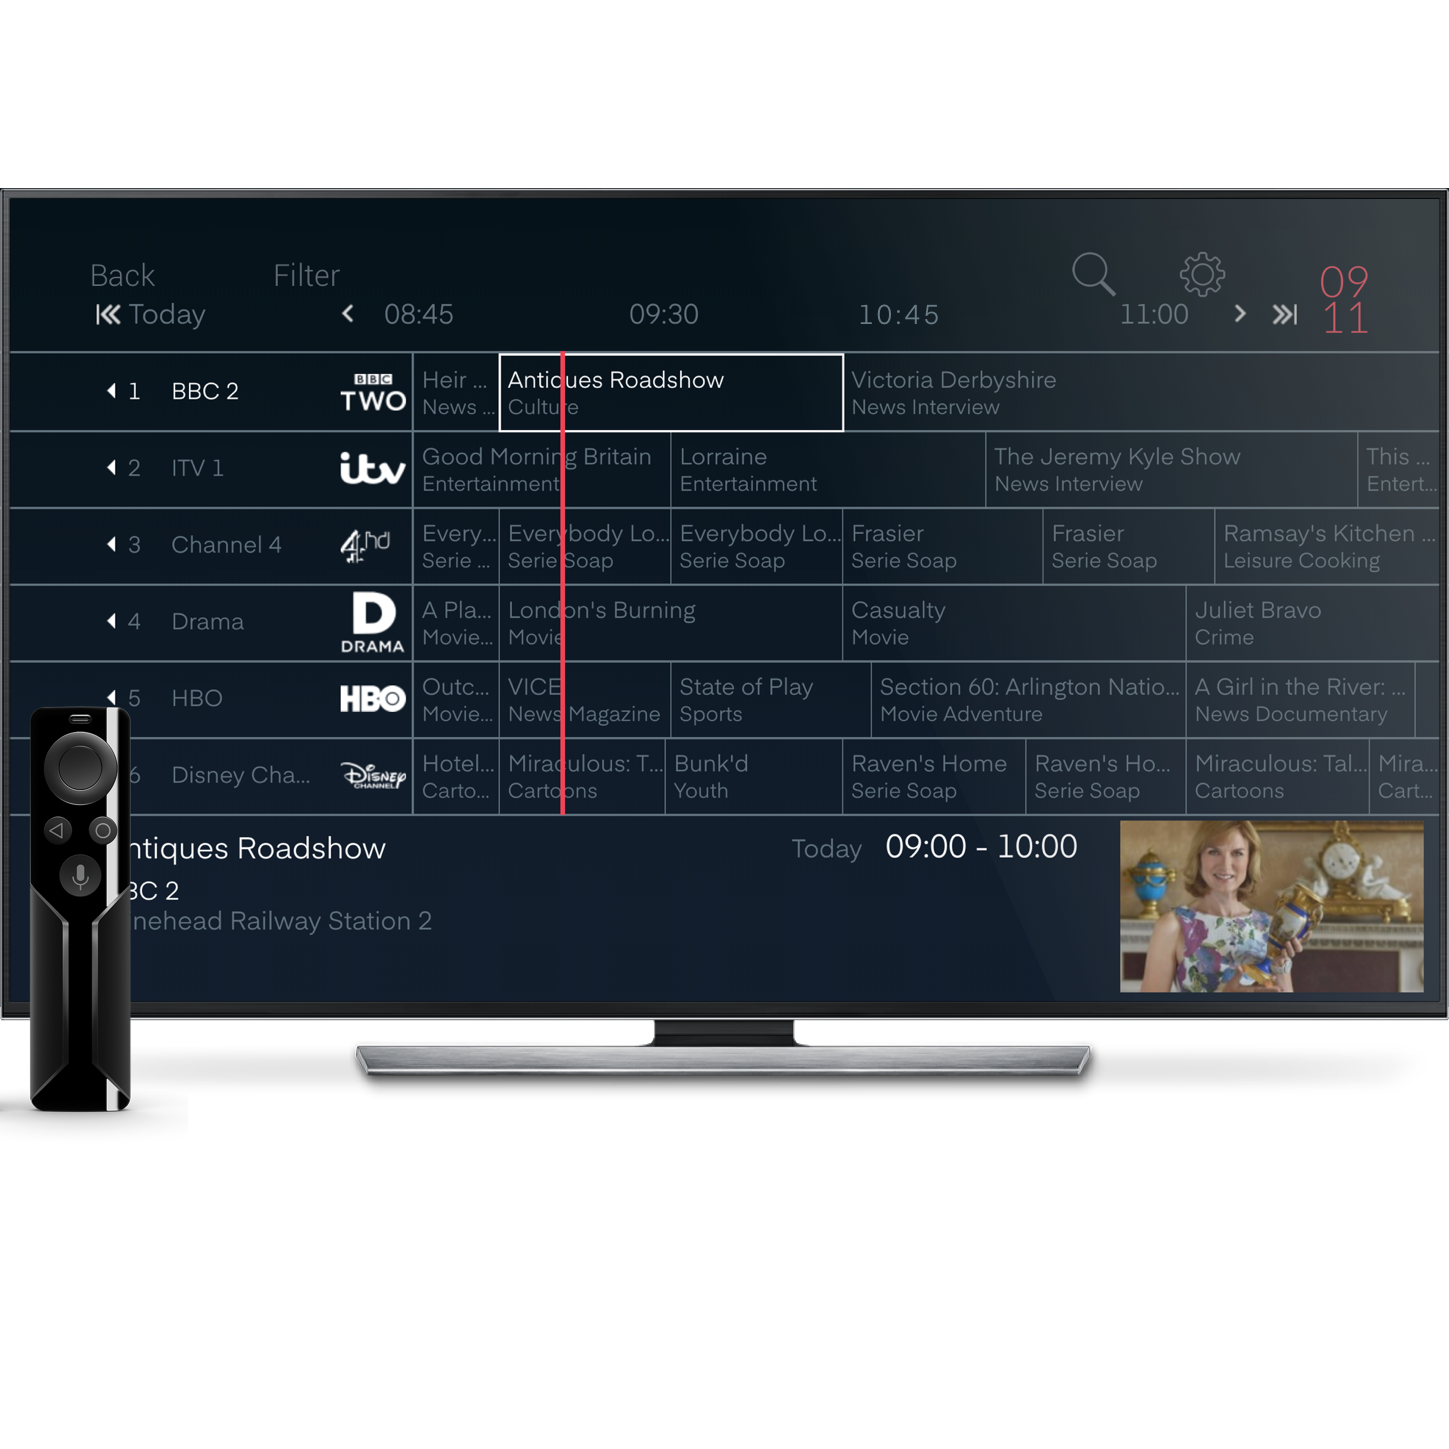 Back Filter
Today 08:45 09:30 10:45 11:00
09
11
1 BBC 2 BBC TWO Heir ... Antiques Roadshow Victoria Derbyshire
News ... Culture News Interview
2 ITV 1 itv Good Morning Britain Lorraine The Jeremy Kyle Show This ...
Entertainment Entertainment News Interview Entert...
3 Channel 4 4hd Every... Everybody Lo... Everybody Lo... Frasier Frasier Ramsay's Kitchen ...
Serie ... Serie Soap Serie Soap Serie Soap Serie Soap Leisure Cooking
4 Drama D DRAMA A Pla... London's Burning Casualty Juliet Bravo
Movie... Movie Movie Crime
5 HBO HBO Outc... VICE State of Play Section 60: Arlington Natio... A Girl in the River: ...
Movie... News Magazine Sports Movie Adventure News Documentary
6 Disney Cha... Disney CHANNEL Hotel... Miraculous: T... Bunk'd Raven's Home Raven's Ho... Miraculous: Tal... Mira...
Carto... Cartoons Youth Serie Soap Serie Soap Cartoons Cart...
ntiques Roadshow Today 09:00 - 10:00
BC 2
nehead Railway Station 2